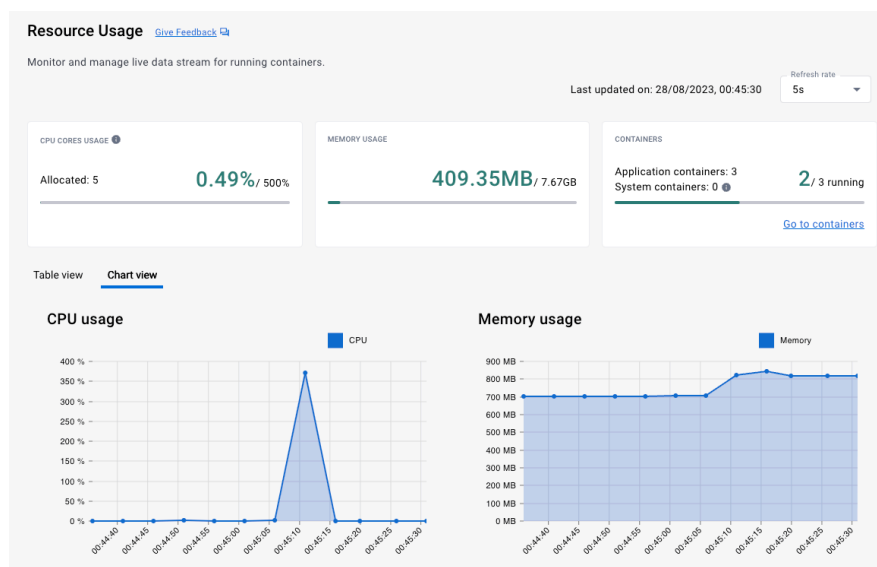 Resource Usage Give Feedback
Monitor and manage live data stream for running containers.
Last updated on: 28/08/2023, 00:45:30
Refresh rate
5s
CPU CORES USAGE
Allocated: 5
0.49% / 500%
MEMORY USAGE
409.35MB / 7.67GB
CONTAINERS
Application containers: 3
System containers: 0
2 / 3 running
Go to containers
Table view Chart view
CPU usage
CPU
400 %
350 %
300 %
250 %
200 %
150 %
100 %
50 %
0 %
00:44:40 00:44:45 00:44:50 00:44:55 00:45:00 00:45:05 00:45:10 00:45:15 00:45:20 00:45:25 00:45:30
Memory usage
Memory
900 MB
800 MB
700 MB
600 MB
500 MB
400 MB
300 MB
200 MB
100 MB
0 MB
00:44:40 00:44:45 00:44:50 00:44:55 00:45:00 00:45:05 00:45:10 00:45:15 00:45:20 00:45:25 00:45:30